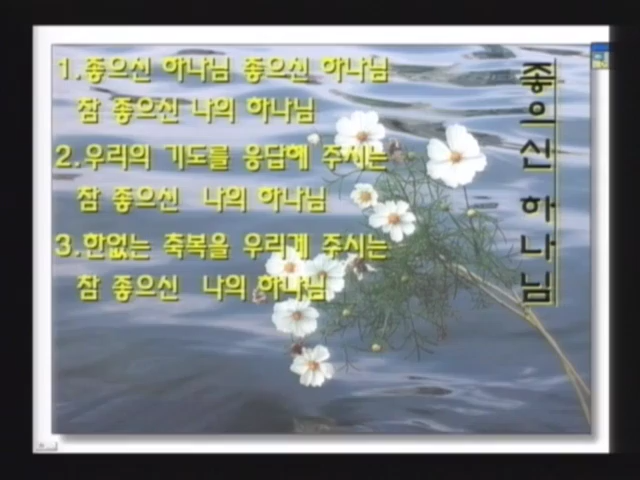 1.좋으신 하나님 좋으신 하나님
참 좋으신 나의 하나님
2.우리의 기도를 응답해 주시는
참 좋으신 나의 하나님
3.한없는 축복을 우리게 주시는
참 좋으신 나의 하나님
좋으신 하나님